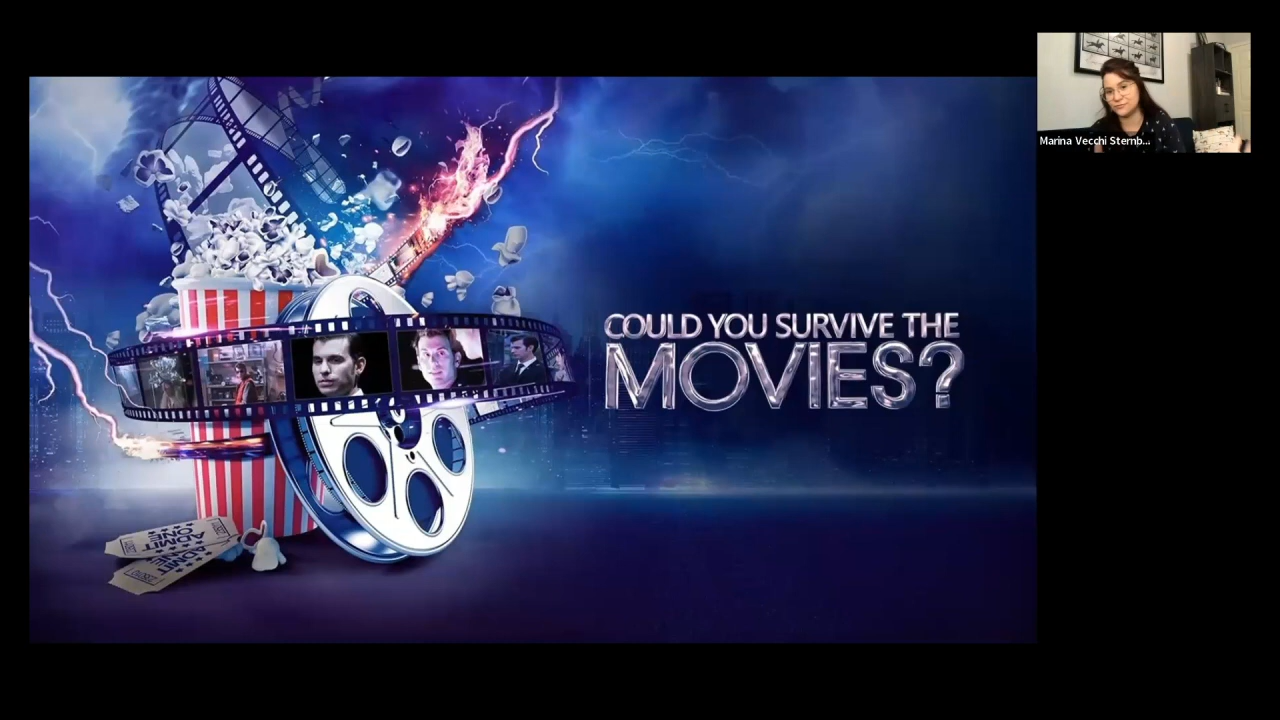 COULD YOU SURVIVE THE
MOVIES?
ADMIT
ONE
ADMIT
ONE
Marina Vecchi Sternb...